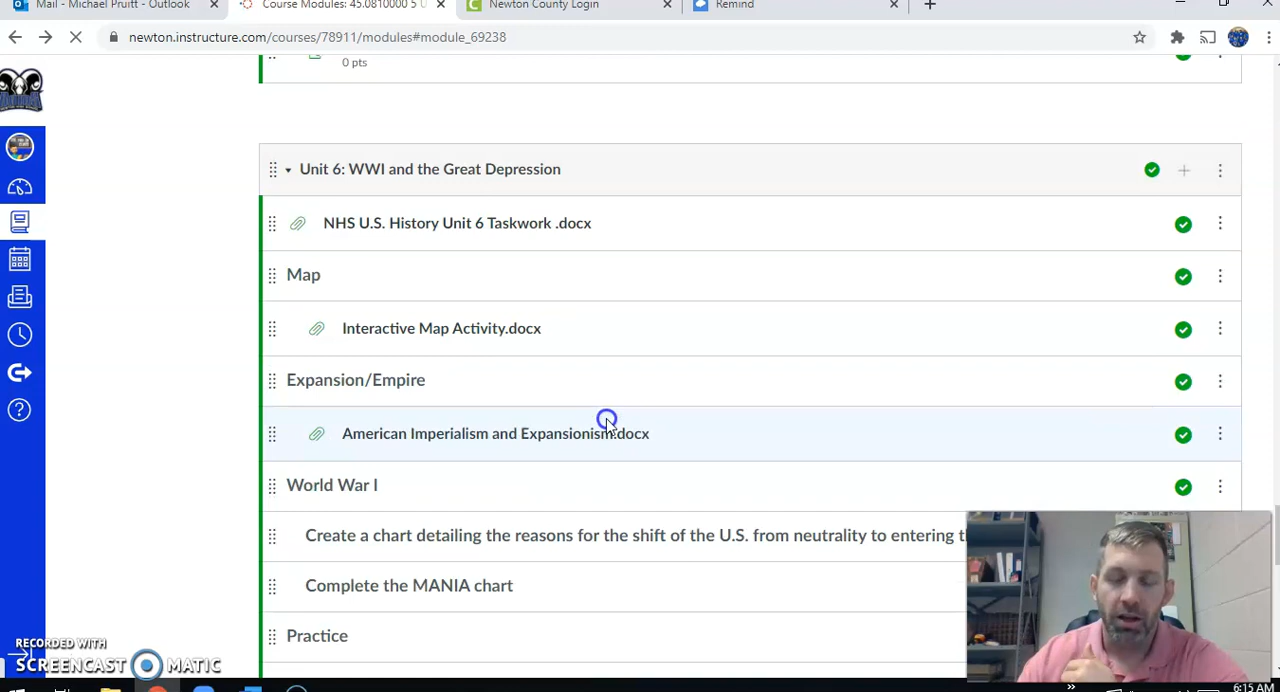 Mail - Michael Pruitt - Outlook
Course Modules: 45.0810000 5 U
Newton County Login
Remind
newton.instructure.com/courses/78911/modules#module_69238
0 pts
Unit 6: WWI and the Great Depression
NHS U.S. History Unit 6 Taskwork .docx
Map
Interactive Map Activity.docx
Expansion/Empire
American Imperialism and Expansionism.docx
World War I
Create a chart detailing the reasons for the shift of the U.S. from neutrality to entering t
Complete the MANIA chart
Practice
RECORDED WITH
SCREENCAST MATIC
6:15 AM